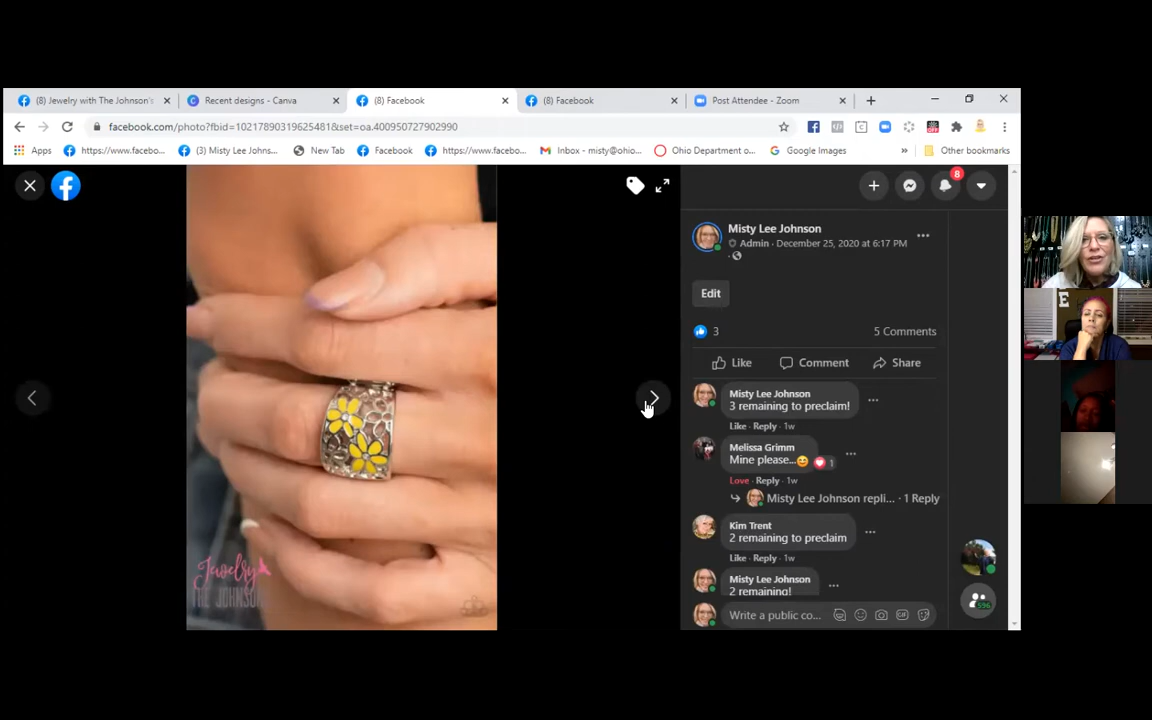 (8) Jewelry with The Johnson's
Recent designs - Canva
(8) Facebook
(8) Facebook
Post Attendee - Zoom
facebook.com/photo?fbid=10217890319625481&set=oa.400950727902990
Apps
https://www.facebo...
(3) Misty Lee Johns...
New Tab
Facebook
https://www.facebo...
Inbox - misty@ohio...
Ohio Department o...
Google Images
Other bookmarks
8
Misty Lee Johnson
Admin · December 25, 2020 at 6:17 PM
·
Edit
3
5 Comments
Like
Comment
Share
Misty Lee Johnson
3 remaining to preclaim!
Like · Reply · 1w
Melissa Grimm
Mine please...😊
1
Love · Reply · 1w
Misty Lee Johnson repli... · 1 Reply
Kim Trent
2 remaining to preclaim
Like · Reply · 1w
Misty Lee Johnson
2 remaining!
Write a public co...
GIF
596
Jewelry
THE JOHNSON
E